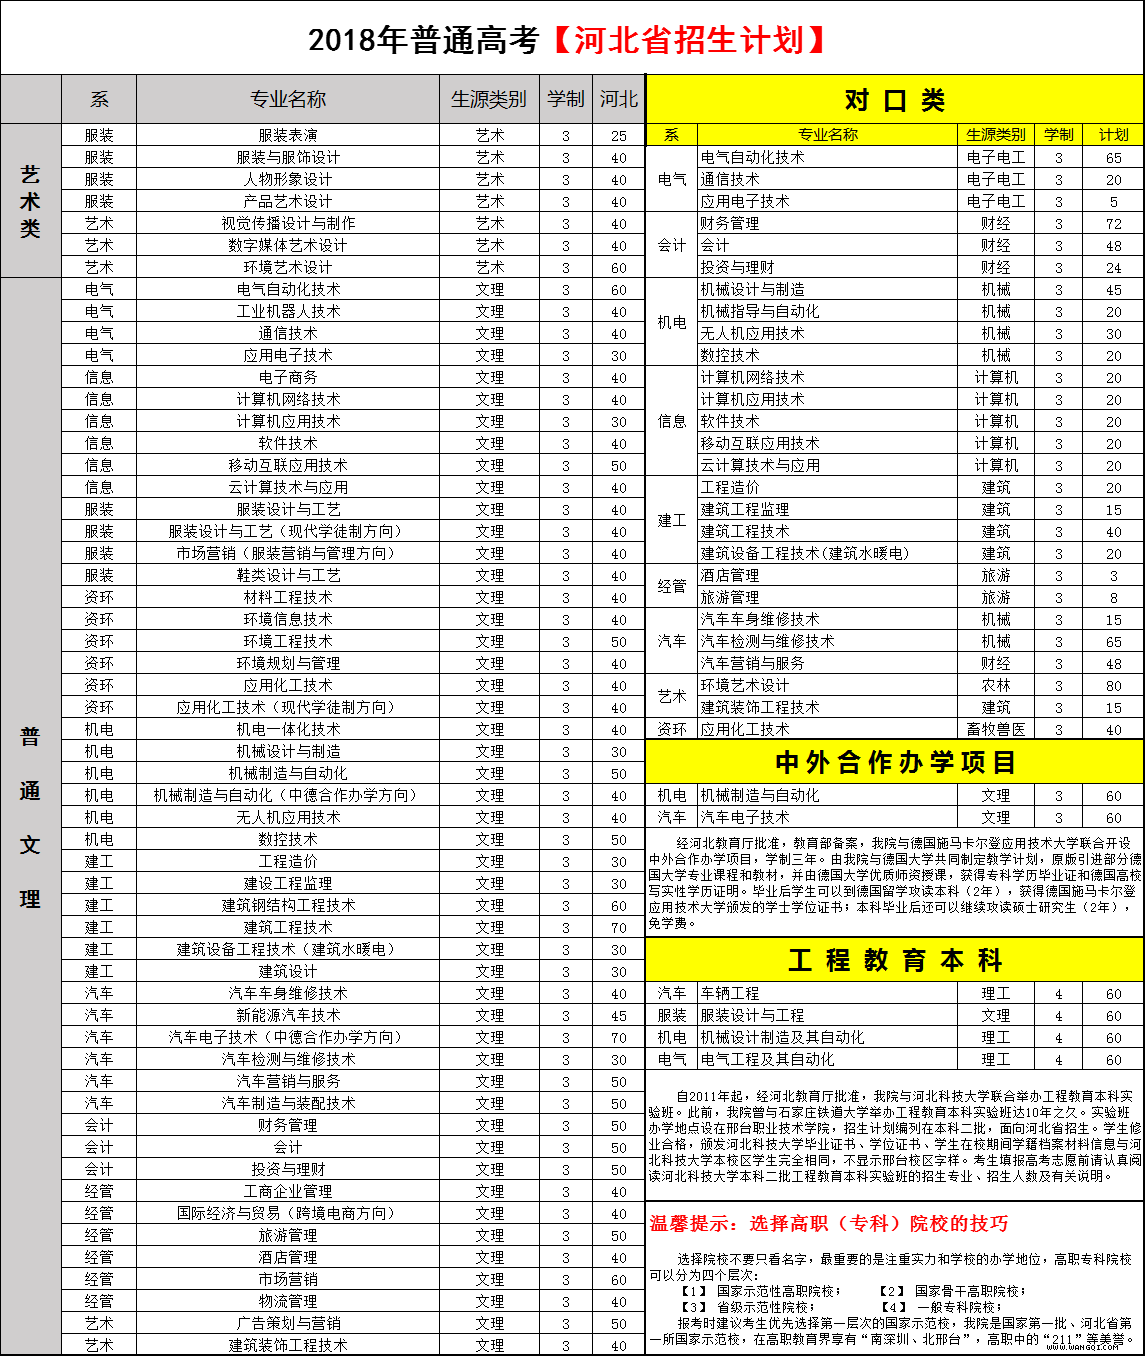 2018年普通高考【河北省招生计划】
系 专业名称 生源类别 学制 河北
艺术类
服装 服装表演 艺术 3 25
服装 服装与服饰设计 艺术 3 40
服装 人物形象设计 艺术 3 40
服装 产品艺术设计 艺术 3 40
艺术 视觉传播设计与制作 艺术 3 40
艺术 数字媒体艺术设计 艺术 3 40
艺术 环境艺术设计 艺术 3 60
普通文理
电气 电气自动化技术 文理 3 60
电气 工业机器人技术 文理 3 40
电气 通信技术 文理 3 40
电气 应用电子技术 文理 3 30
信息 电子商务 文理 3 40
信息 计算机网络技术 文理 3 40
信息 计算机应用技术 文理 3 30
信息 软件技术 文理 3 40
信息 移动互联应用技术 文理 3 50
信息 云计算技术与应用 文理 3 40
服装 服装设计与工艺 文理 3 40
服装 服装设计与工艺（现代学徒制方向） 文理 3 40
服装 市场营销（服装营销与管理方向） 文理 3 40
服装 鞋类设计与工艺 文理 3 40
资环 材料工程技术 文理 3 40
资环 环境信息技术 文理 3 40
资环 环境工程技术 文理 3 50
资环 环境规划与管理 文理 3 40
资环 应用化工技术 文理 3 40
资环 应用化工技术（现代学徒制方向） 文理 3 40
机电 机电一体化技术 文理 3 40
机电 机械设计与制造 文理 3 30
机电 机械制造与自动化 文理 3 50
机电 机械制造与自动化（中德合作办学方向） 文理 3 40
机电 无人机应用技术 文理 3 40
机电 数控技术 文理 3 50
建工 工程造价 文理 3 30
建工 建设工程监理 文理 3 30
建工 建筑钢结构工程技术 文理 3 60
建工 建筑工程技术 文理 3 70
建工 建筑设备工程技术（建筑水暖电） 文理 3 30
建工 建筑设计 文理 3 30
汽车 汽车车身维修技术 文理 3 40
汽车 新能源汽车技术 文理 3 45
汽车 汽车电子技术（中德合作办学方向） 文理 3 70
汽车 汽车检测与维修技术 文理 3 30
汽车 汽车营销与服务 文理 3 50
汽车 汽车制造与装配技术 文理 3 50
会计 财务管理 文理 3 50
会计 会计 文理 3 50
会计 投资与理财 文理 3 50
经管 工商企业管理 文理 3 40
经管 国际经济与贸易（跨境电商方向） 文理 3 40
经管 旅游管理 文理 3 50
经管 酒店管理 文理 3 40
经管 市场营销 文理 3 60
经管 物流管理 文理 3 40
艺术 广告策划与营销 文理 3 50
艺术 建筑装饰工程技术 文理 3 40
对 口 类
系 专业名称 生源类别 学制 计划
电气
电气自动化技术 电子电工 3 65
通信技术 电子电工 3 20
应用电子技术 电子电工 3 5
会计
财务管理 财经 3 72
会计 财经 3 48
投资与理财 财经 3 24
机电
机械设计与制造 机械 3 45
机械指导与自动化 机械 3 20
无人机应用技术 机械 3 30
数控技术 机械 3 20
信息
计算机网络技术 计算机 3 20
计算机应用技术 计算机 3 20
软件技术 计算机 3 20
移动互联应用技术 计算机 3 20
云计算技术与应用 计算机 3 20
建工
工程造价 建筑 3 20
建筑工程监理 建筑 3 15
建筑工程技术 建筑 3 40
建筑设备工程技术(建筑水暖电) 建筑 3 20
经管
酒店管理 旅游 3 3
旅游管理 旅游 3 8
汽车
汽车车身维修技术 机械 3 15
汽车检测与维修技术 机械 3 65
汽车营销与服务 财经 3 48
艺术
环境艺术设计 农林 3 80
建筑装饰工程技术 建筑 3 15
资环 应用化工技术 畜牧兽医 3 40
中外合作办学项目
机电 机械制造与自动化 文理 3 60
汽车 汽车电子技术 文理 3 60
经河北教育厅批准，教育部备案，我院与德国施马卡尔登应用技术大学联合开设
中外合作办学项目，学制三年。由我院与德国大学共同制定教学计划，原版引进部分德
国大学专业课程和教材，并由德国大学优质师资授课，获得专科学历毕业证和德国高校
写实性学历证明。毕业后学生可以到德国留学攻读本科（2年），获得德国施马卡尔登
应用技术大学颁发的学士学位证书；本科毕业后还可以继续攻读硕士研究生（2年），
免学费。
工 程 教 育 本 科
汽车 车辆工程 理工 4 60
服装 服装设计与工程 文理 4 60
机电 机械设计制造及其自动化 理工 4 60
电气 电气工程及其自动化 理工 4 60
自2011年起，经河北教育厅批准，我院与河北科技大学联合举办工程教育本科实
验班。此前，我院曾与石家庄铁道大学举办工程教育本科实验班达10年之久。实验班
办学地点设在邢台职业技术学院，招生计划编列在本科二批，面向河北省招生。学生修
业合格，颁发河北科技大学毕业证书、学位证书、学生在校期间学籍档案材料信息与河
北科技大学本校区学生完全相同，不显示邢台校区字样。考生填报高考志愿前请认真阅
读河北科技大学本科二批工程教育本科实验班的招生专业、招生人数及有关说明。
温馨提示：选择高职（专科）院校的技巧
选择院校不要只看名字，最重要的是注重实力和学校的办学地位，高职专科院校
可以分为四个层次：
【1】 国家示范性高职院校； 【2】 国家骨干高职院校；
【3】 省级示范性院校； 【4】 一般专科院校；
报考时建议考生优先选择第一层次的国家示范校，我院是国家第一批、河北省第
一所国家示范校，在高职教育界享有“南深圳、北邢台”，高职中的“211”等美誉。
WWW.WANGQI.COM